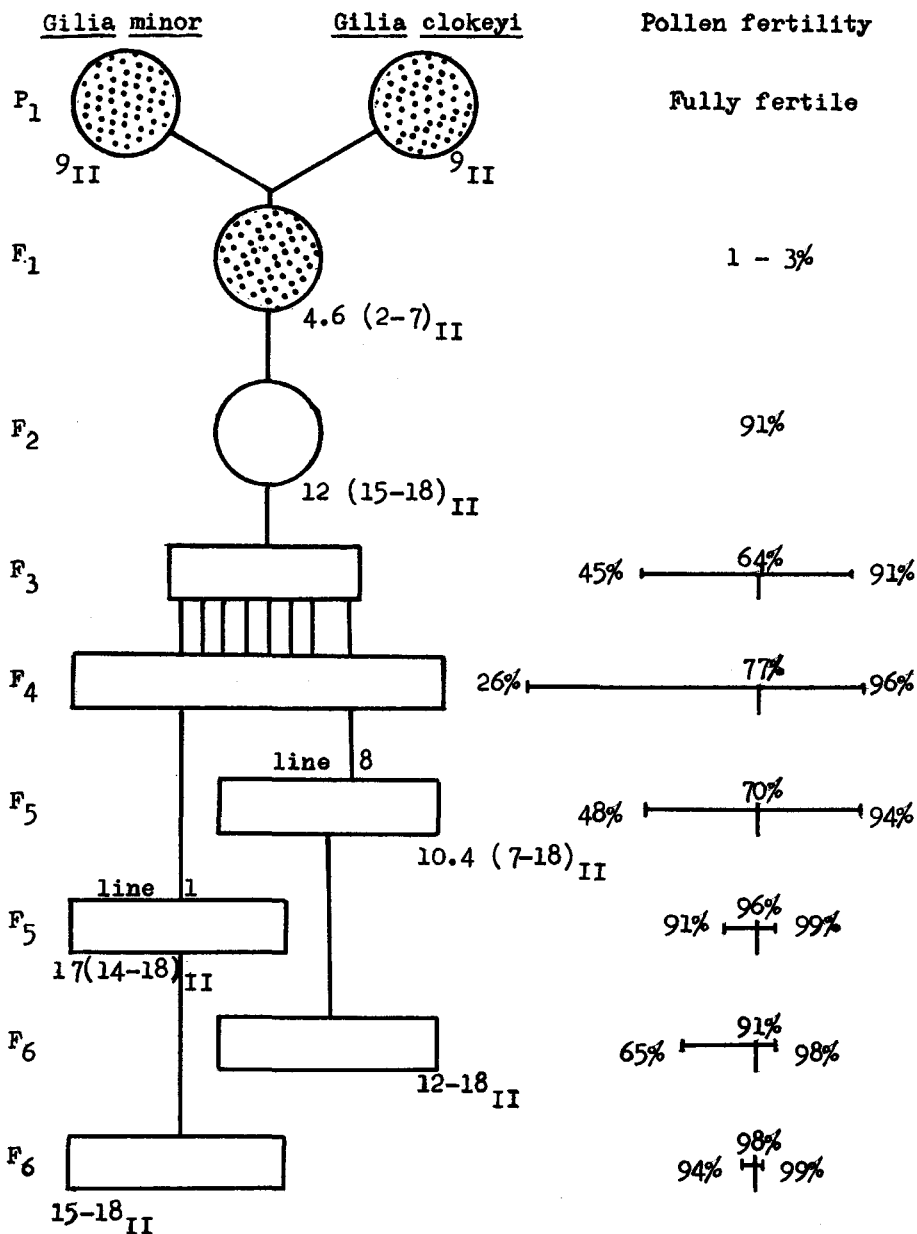 Gilia minor Gilia clokeyi Pollen fertility
P1 Fully fertile
9II 9II
F1 1 - 3%
4.6 (2-7)II
F2 91%
12 (15-18)II
F3 45% 64% 91%
F4 26% 77% 96%
line 8
F5 48% 70% 94%
10.4 (7-18)II
line 1
F5 91% 96% 99%
17(14-18)II
F6 65% 91% 98%
12-18II
F6 94% 98% 99%
15-18II